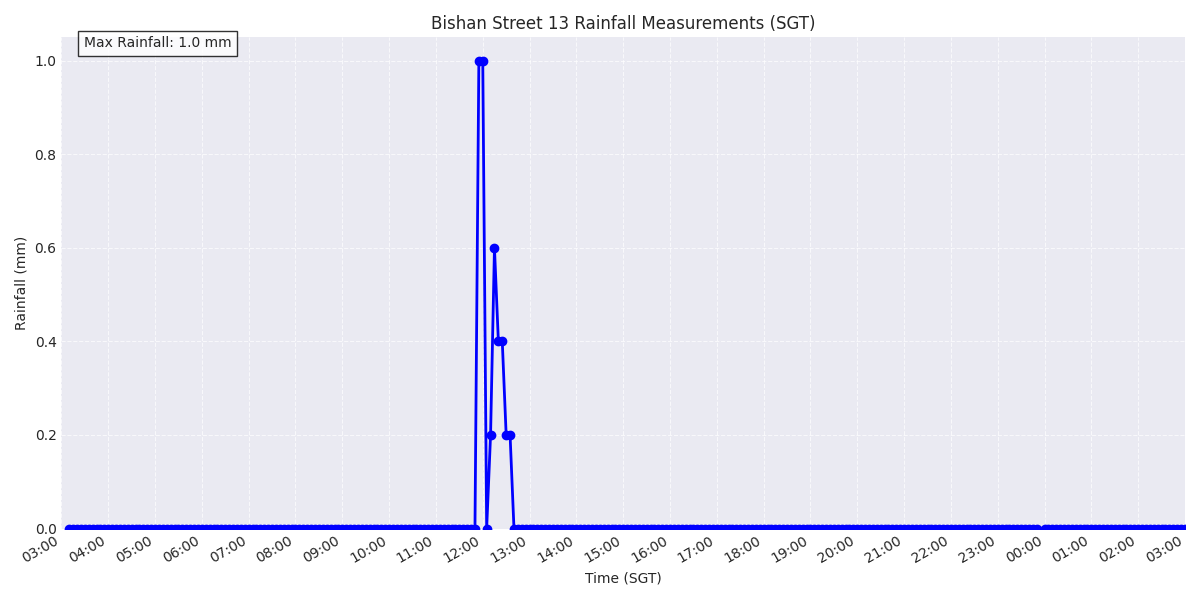 Bishan Street 13 Rainfall Measurements (SGT)
Max Rainfall: 1.0 mm
Rainfall (mm)
1.0
0.8
0.6
0.4
0.2
0.0
03:00 04:00 05:00 06:00 07:00 08:00 09:00 10:00 11:00 12:00 13:00 14:00 15:00 16:00 17:00 18:00 19:00 20:00 21:00 22:00 23:00 00:00 01:00 02:00 03:00
Time (SGT)